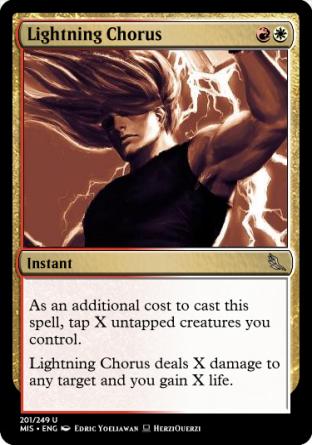 Lightning Chorus
Instant
As an additional cost to cast this
spell, tap X untapped creatures you
control.
Lightning Chorus deals X damage to
any target and you gain X life.
201/249 U
MIS • ENG Edric Yoeliawan HerziQuerzi